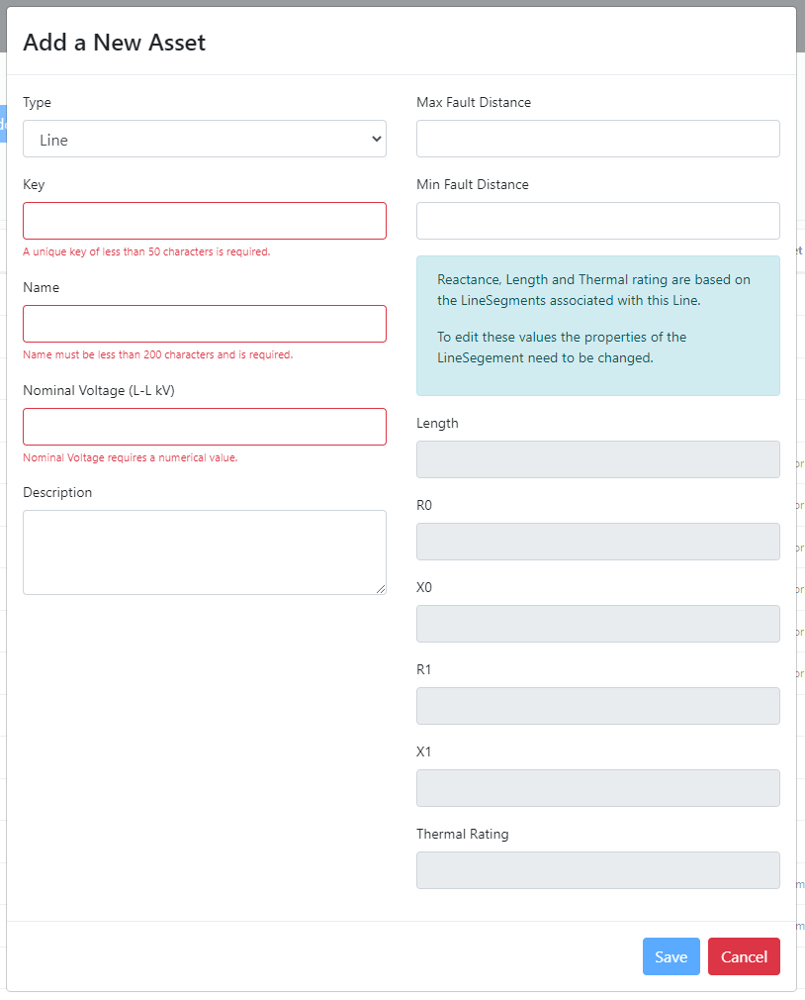 Add a New Asset
Type
Line
Key
A unique key of less than 50 characters is required.
Name
Name must be less than 200 characters and is required.
Nominal Voltage (L-L kV)
Nominal Voltage requires a numerical value.
Description
Max Fault Distance
Min Fault Distance
Reactance, Length and Thermal rating are based on
the LineSegments associated with this Line.
To edit these values the properties of the
LineSegement need to be changed.
Length
R0
X0
R1
X1
Thermal Rating
Save
Cancel